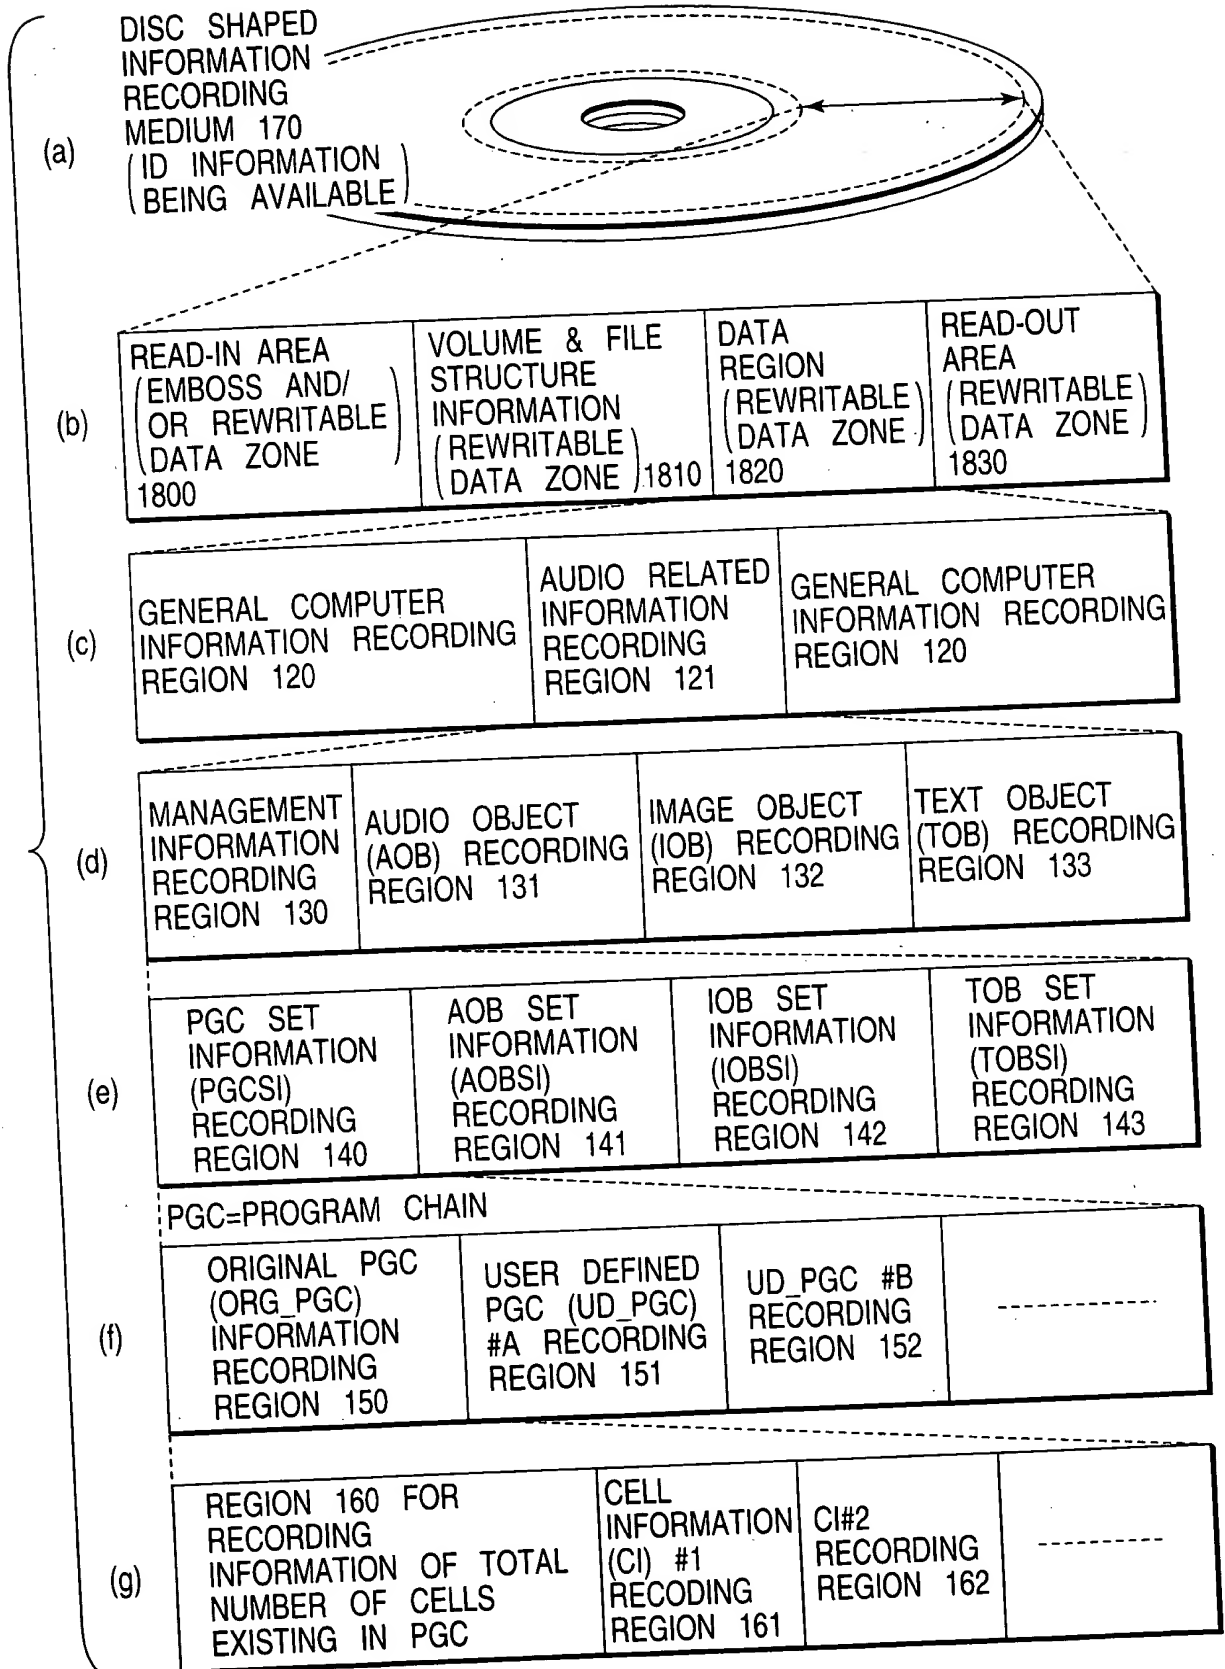 (a)
DISC SHAPED
INFORMATION
RECORDING
MEDIUM 170
(ID INFORMATION
BEING AVAILABLE)
(b)
READ-IN AREA
(EMBOSS AND/
OR REWRITABLE
DATA ZONE)
1800
VOLUME & FILE
STRUCTURE
INFORMATION
(REWRITABLE
DATA ZONE) 1810
DATA
REGION
(REWRITABLE
DATA ZONE)
1820
READ-OUT
AREA
(REWRITABLE
DATA ZONE)
1830
(c)
GENERAL COMPUTER
INFORMATION RECORDING
REGION 120
AUDIO RELATED
INFORMATION
RECORDING
REGION 121
GENERAL COMPUTER
INFORMATION RECORDING
REGION 120
(d)
MANAGEMENT
INFORMATION
RECORDING
REGION 130
AUDIO OBJECT
(AOB) RECORDING
REGION 131
IMAGE OBJECT
(IOB) RECORDING
REGION 132
TEXT OBJECT
(TOB) RECORDING
REGION 133
(e)
PGC SET
INFORMATION
(PGCSI)
RECORDING
REGION 140
AOB SET
INFORMATION
(AOBSI)
RECORDING
REGION 141
IOB SET
INFORMATION
(IOBSI)
RECORDING
REGION 142
TOB SET
INFORMATION
(TOBSI)
RECORDING
REGION 143
PGC=PROGRAM CHAIN
(f)
ORIGINAL PGC
(ORG_PGC)
INFORMATION
RECORDING
REGION 150
USER DEFINED
PGC (UD_PGC)
#A RECORDING
REGION 151
UD_PGC #B
RECORDING
REGION 152
(g)
REGION 160 FOR
RECORDING
INFORMATION OF TOTAL
NUMBER OF CELLS
EXISTING IN PGC
CELL
INFORMATION
(CI) #1
RECODING
REGION 161
CI#2
RECORDING
REGION 162